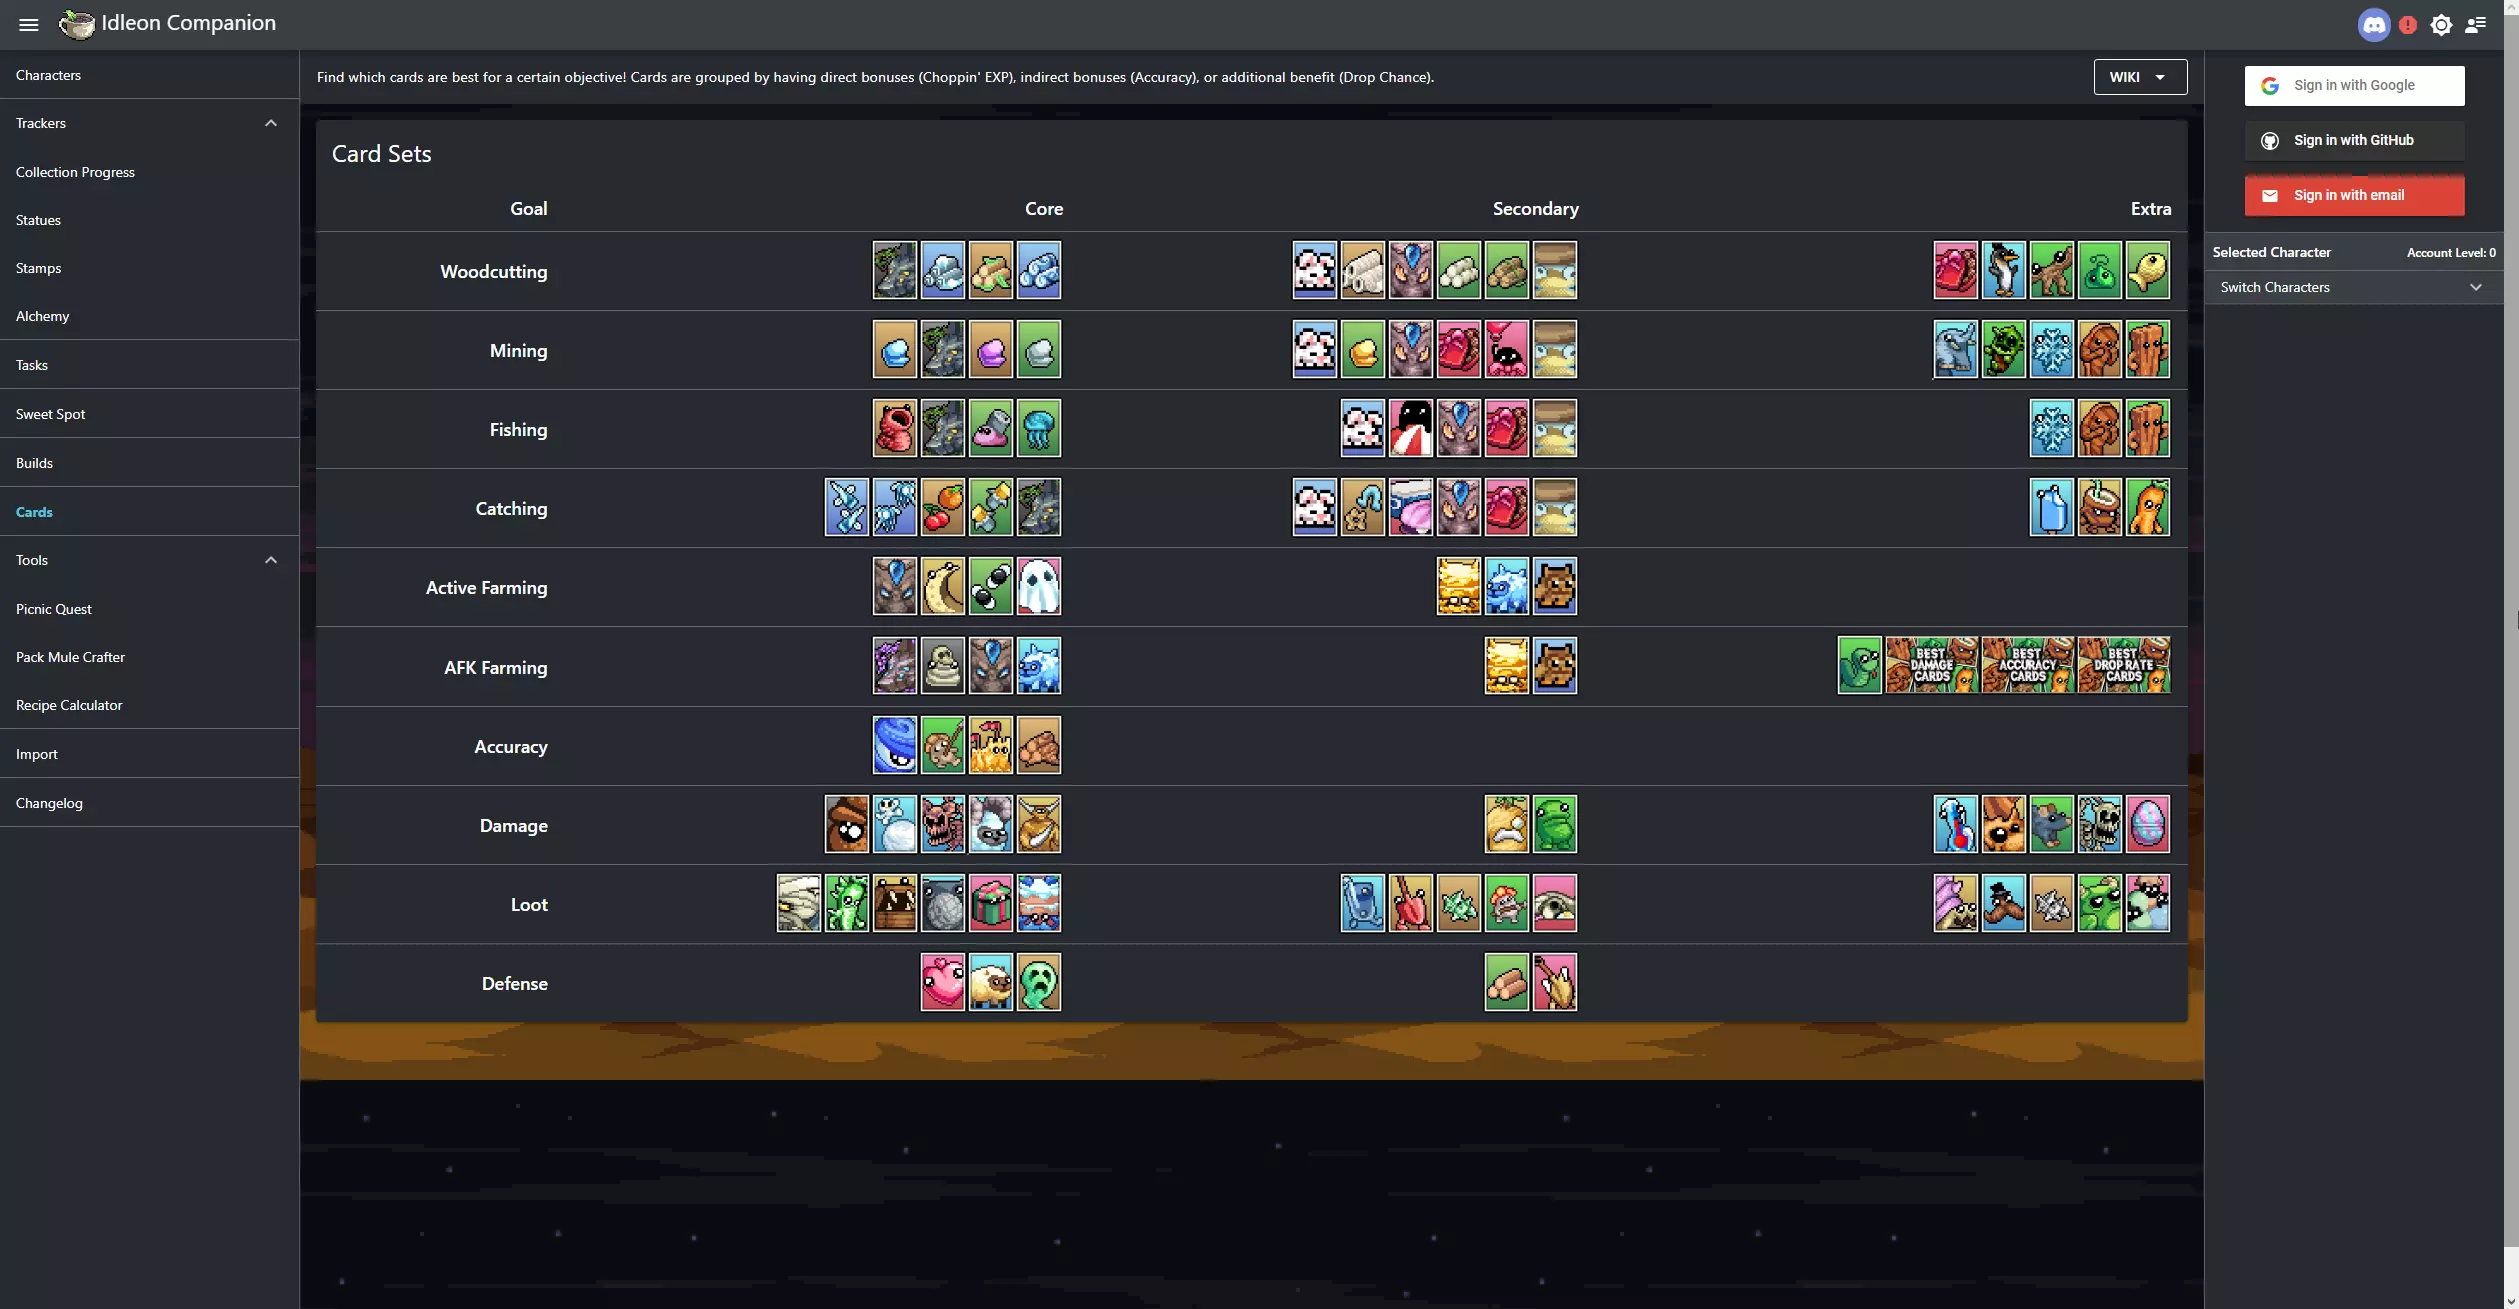 Idleon Companion
Characters
Trackers
Collection Progress
Statues
Stamps
Alchemy
Tasks
Sweet Spot
Builds
Cards
Tools
Picnic Quest
Pack Mule Crafter
Recipe Calculator
Import
Changelog
Find which cards are best for a certain objective! Cards are grouped by having direct bonuses (Choppin' EXP), indirect bonuses (Accuracy), or additional benefit (Drop Chance).
WIKI
Card Sets
Goal Core Secondary Extra
Woodcutting
Mining
Fishing
Catching
Active Farming
AFK Farming
BEST DAMAGE CARDS
BEST ACCURACY CARDS
BEST DROP RATE CARDS
Accuracy
Damage
Loot
Defense
Sign in with Google
Sign in with GitHub
Sign in with email
Selected Character Account Level: 0
Switch Characters